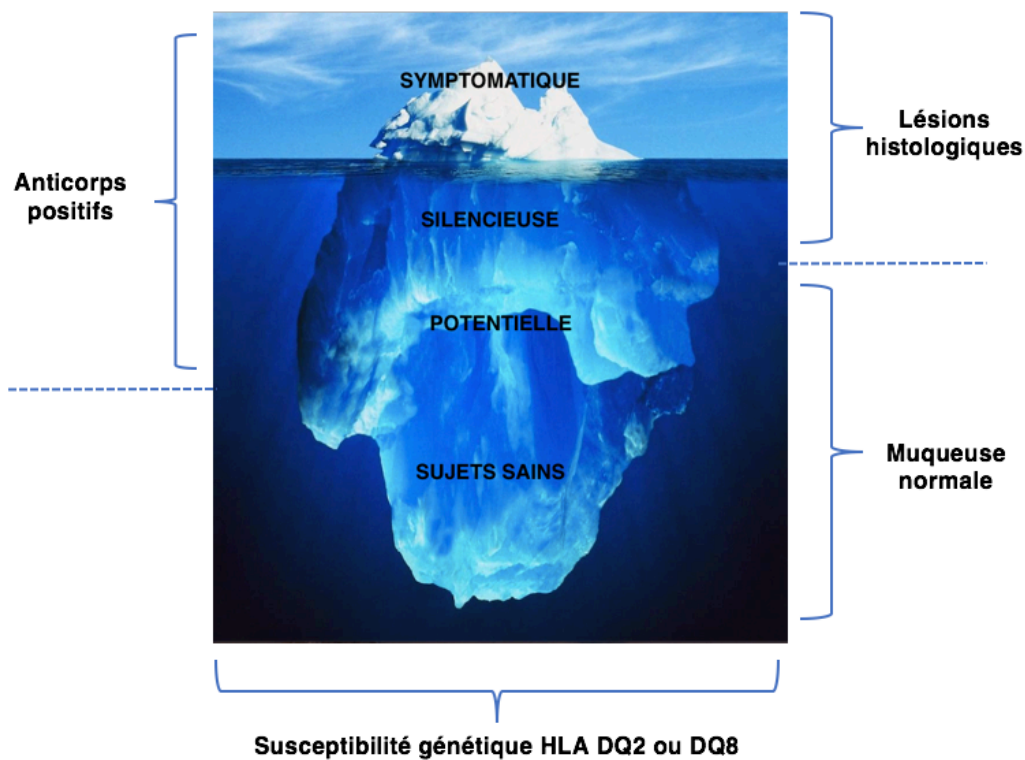 SYMPTOMATIQUE
Lésions
histologiques
Anticorps
positifs
SILENCIEUSE
POTENTIELLE
SUJETS SAINS
Muqueuse
normale
Susceptibilité génétique HLA DQ2 ou DQ8